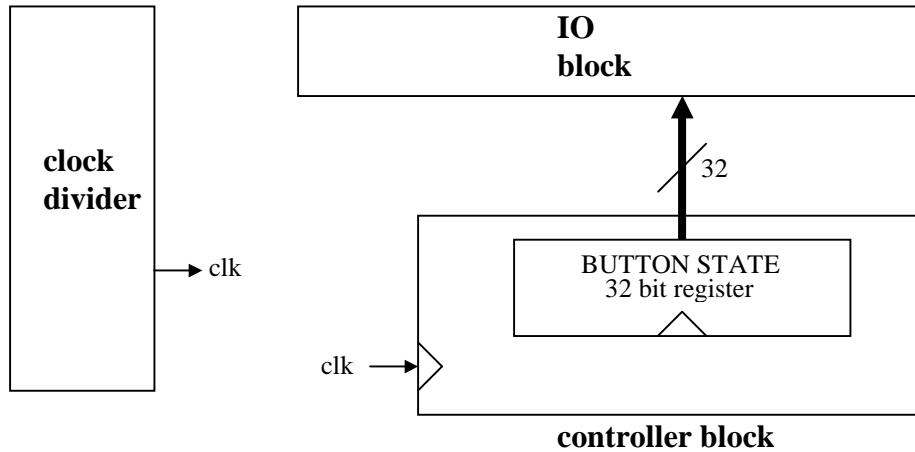 IO
block
clock
divider
32
clk
BUTTON STATE
32 bit register
clk
controller block